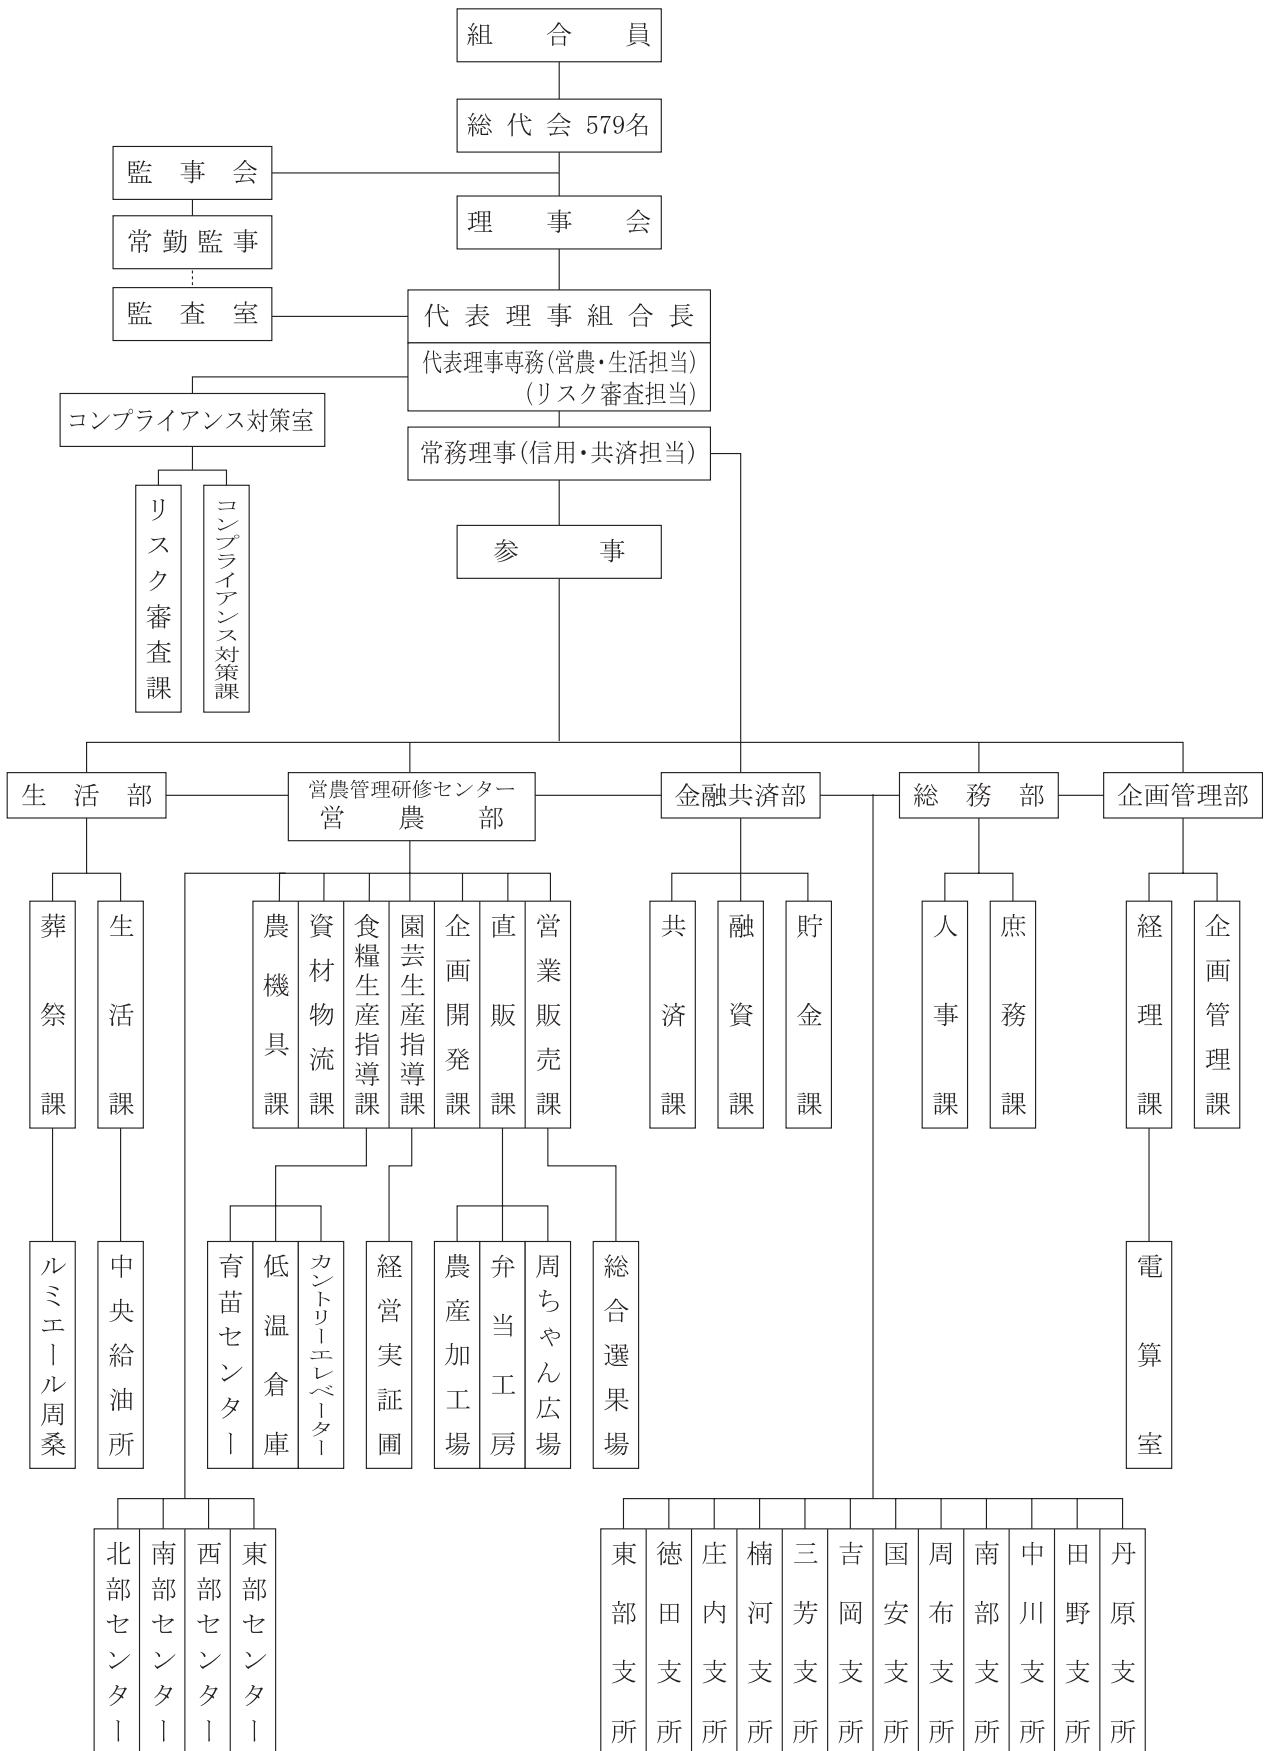 組合員
総代会 579名
監事会
理事会
常勤監事
監査室
代表理事組合長
代表理事専務(営農・生活担当)
(リスク審査担当)
コンプライアンス対策室
常務理事(信用・共済担当)
リスク審査課
コンプライアンス対策課
参事
生活部
営農管理研修センター
営農部
金融共済部
総務部
企画管理部
葬祭課
生活課
農機具課
資材物流課
食糧生産指導課
園芸生産指導課
企画開発課
直販課
営業販売課
共済課
融資課
貯金課
人事課
庶務課
経理課
企画管理課
ルミエール周桑
中央給油所
育苗センター
低温倉庫
カントリーエレベーター
経営実証圃
農産加工場
弁当工房
周ちゃん広場
総合選果場
電算室
北部センター
南部センター
西部センター
東部センター
東部支所
徳田支所
庄内支所
楠河支所
三芳支所
吉岡支所
国安支所
周布支所
南部支所
中川支所
田野支所
丹原支所